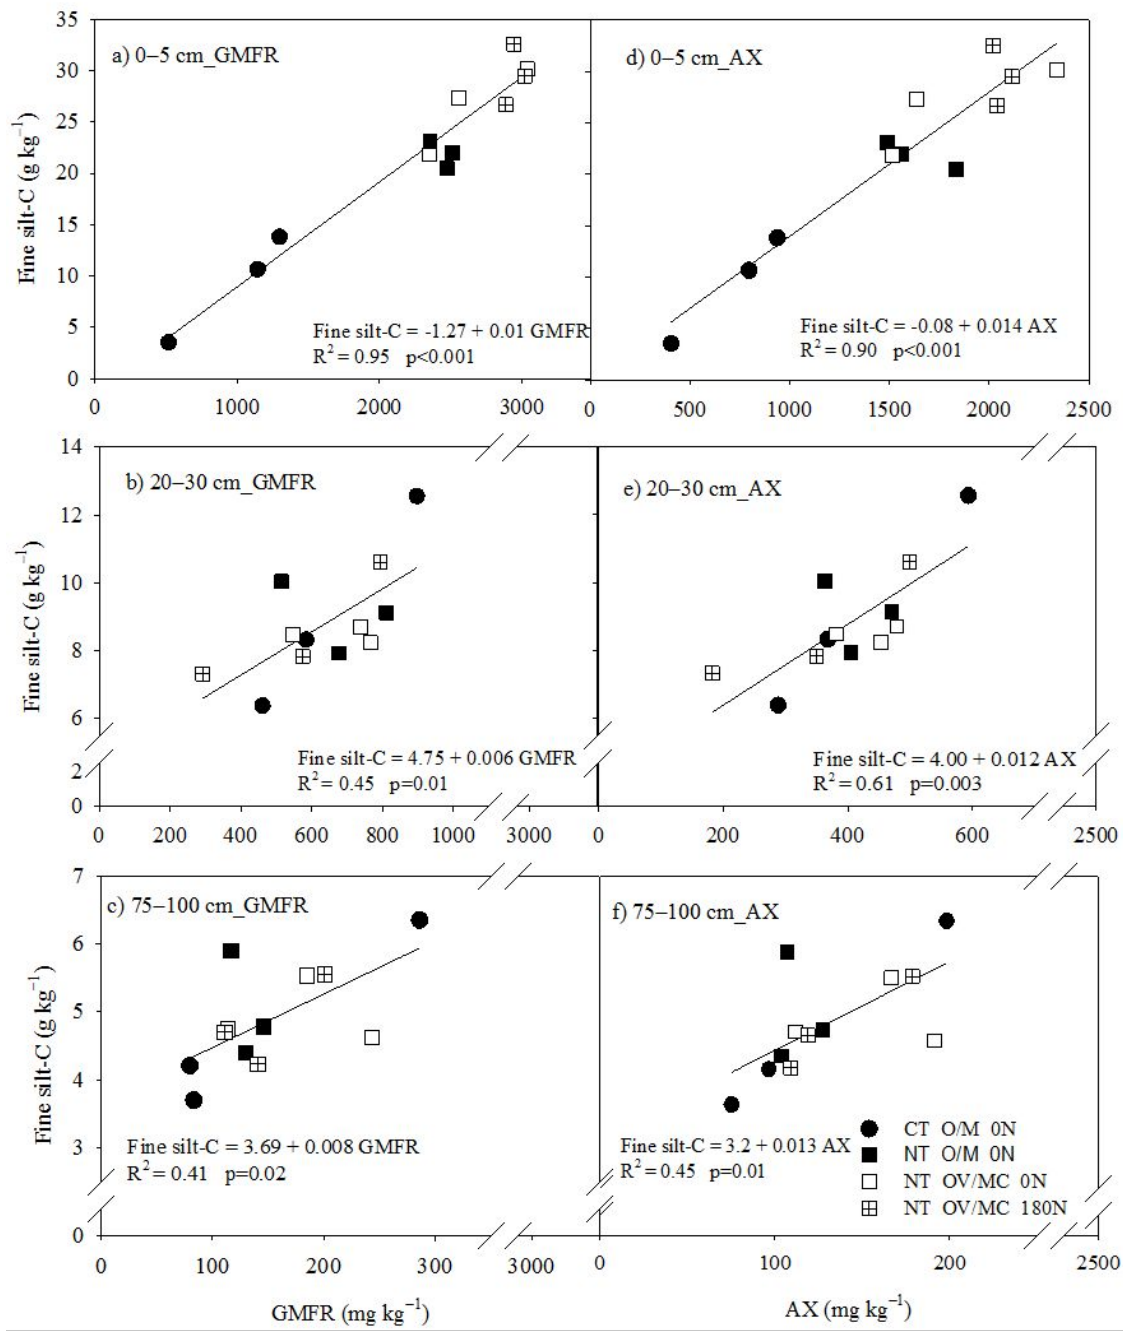 35
30
25
20
15
10
5
0
Fine silt-C (g kg⁻¹)
a) 0–5 cm_GMFR
Fine silt-C = -1.27 + 0.01 GMFR
R² = 0.95 p<0.001
0 1000 2000 3000
d) 0–5 cm_AX
Fine silt-C = -0.08 + 0.014 AX
R² = 0.90 p<0.001
0 500 1000 1500 2000 2500
14
12
10
8
6
2
0
Fine silt-C (g kg⁻¹)
b) 20–30 cm_GMFR
Fine silt-C = 4.75 + 0.006 GMFR
R² = 0.45 p=0.01
0 200 400 600 800 1000 3000
e) 20–30 cm_AX
Fine silt-C = 4.00 + 0.012 AX
R² = 0.61 p=0.003
0 200 400 600 2500
7
6
5
4
3
0
Fine silt-C (g kg⁻¹)
c) 75–100 cm_GMFR
Fine silt-C = 3.69 + 0.008 GMFR
R² = 0.41 p=0.02
0 100 200 300 3000
GMFR (mg kg⁻¹)
f) 75–100 cm_AX
Fine silt-C = 3.2 + 0.013 AX
R² = 0.45 p=0.01
CT O/M 0N
NT O/M 0N
NT OV/MC 0N
NT OV/MC 180N
0 100 200 2500
AX (mg kg⁻¹)